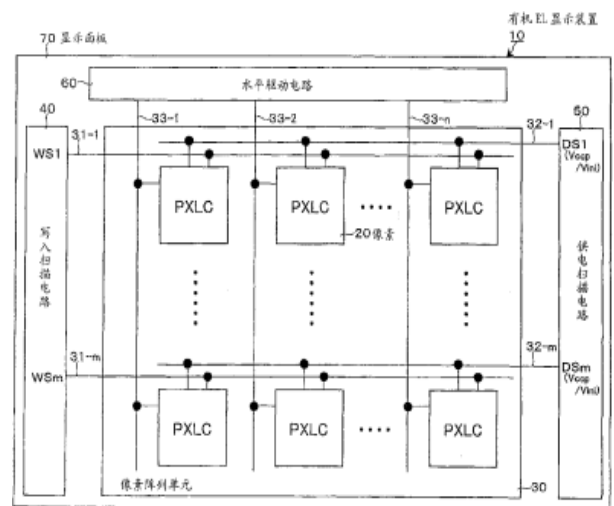 有机EL显示装置
70 显示面板
10
60
水平驱动电路
40
33-1
33-2
33-n
50
31-1
32-1
WS1
DS1
(Vccp
/Vini)
PXLC
PXLC
PXLC
20像素
写入扫描电路
供电扫描电路
31-m
32-m
WSm
DSm
(Vccp
/Vini)
PXLC
PXLC
PXLC
像素阵列单元
30